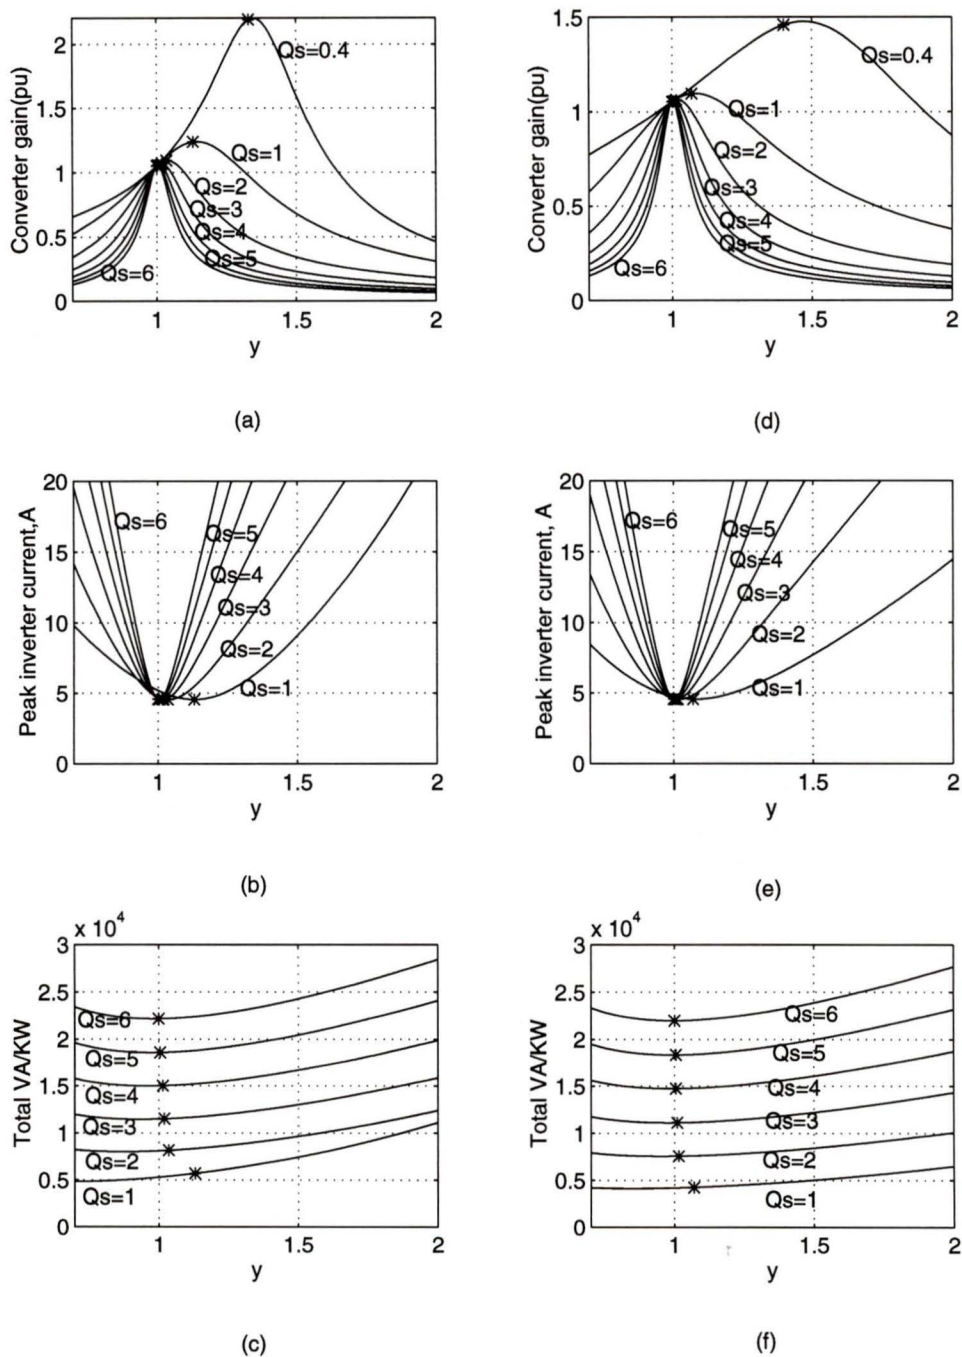 Converter gain(pu)
2
1.5
1
0.5
0
Qs=0.4
Qs=1
Qs=2
Qs=3
Qs=4
Qs=5
Qs=6
1
1.5
2
y
(a)
Converter gain(pu)
1.5
1
0.5
0
Qs=0.4
Qs=1
Qs=2
Qs=3
Qs=4
Qs=5
Qs=6
1
1.5
2
y
(d)
Peak inverter current,A
20
15
10
5
0
Qs=6
Qs=5
Qs=4
Qs=3
Qs=2
Qs=1
1
1.5
2
y
(b)
Peak inverter current, A
20
15
10
5
0
Qs=6
Qs=5
Qs=4
Qs=3
Qs=2
Qs=1
1
1.5
2
y
(e)
x 10^4
Total VA/KW
3
2.5
2
1.5
1
0.5
0
Qs=6
Qs=5
Qs=4
Qs=3
Qs=2
Qs=1
1
1.5
2
y
(c)
x 10^4
Total VA/KW
3
2.5
2
1.5
1
0.5
0
Qs=6
Qs=5
Qs=4
Qs=3
Qs=2
Qs=1
1
1.5
2
y
(f)